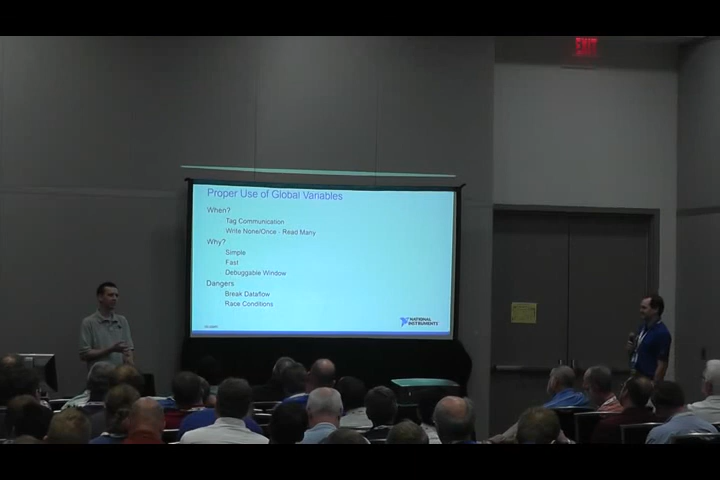 EXIT
Proper Use of Global Variables
When?
Tag Communication
Write None/Once - Read Many
Why?
Simple
Fast
Debuggable Window
Dangers
Break Dataflow
Race Conditions
NATIONAL
INSTRUMENTS